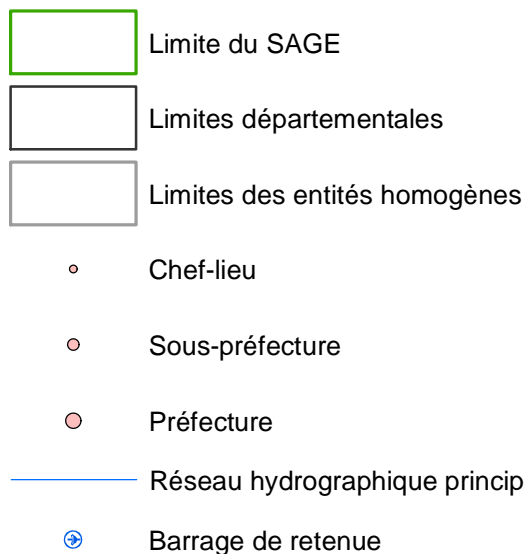 Limite du SAGE
Limites départementales
Limites des entités homogènes
Chef-lieu
Sous-préfecture
Préfecture
Réseau hydrographique princip
Barrage de retenue